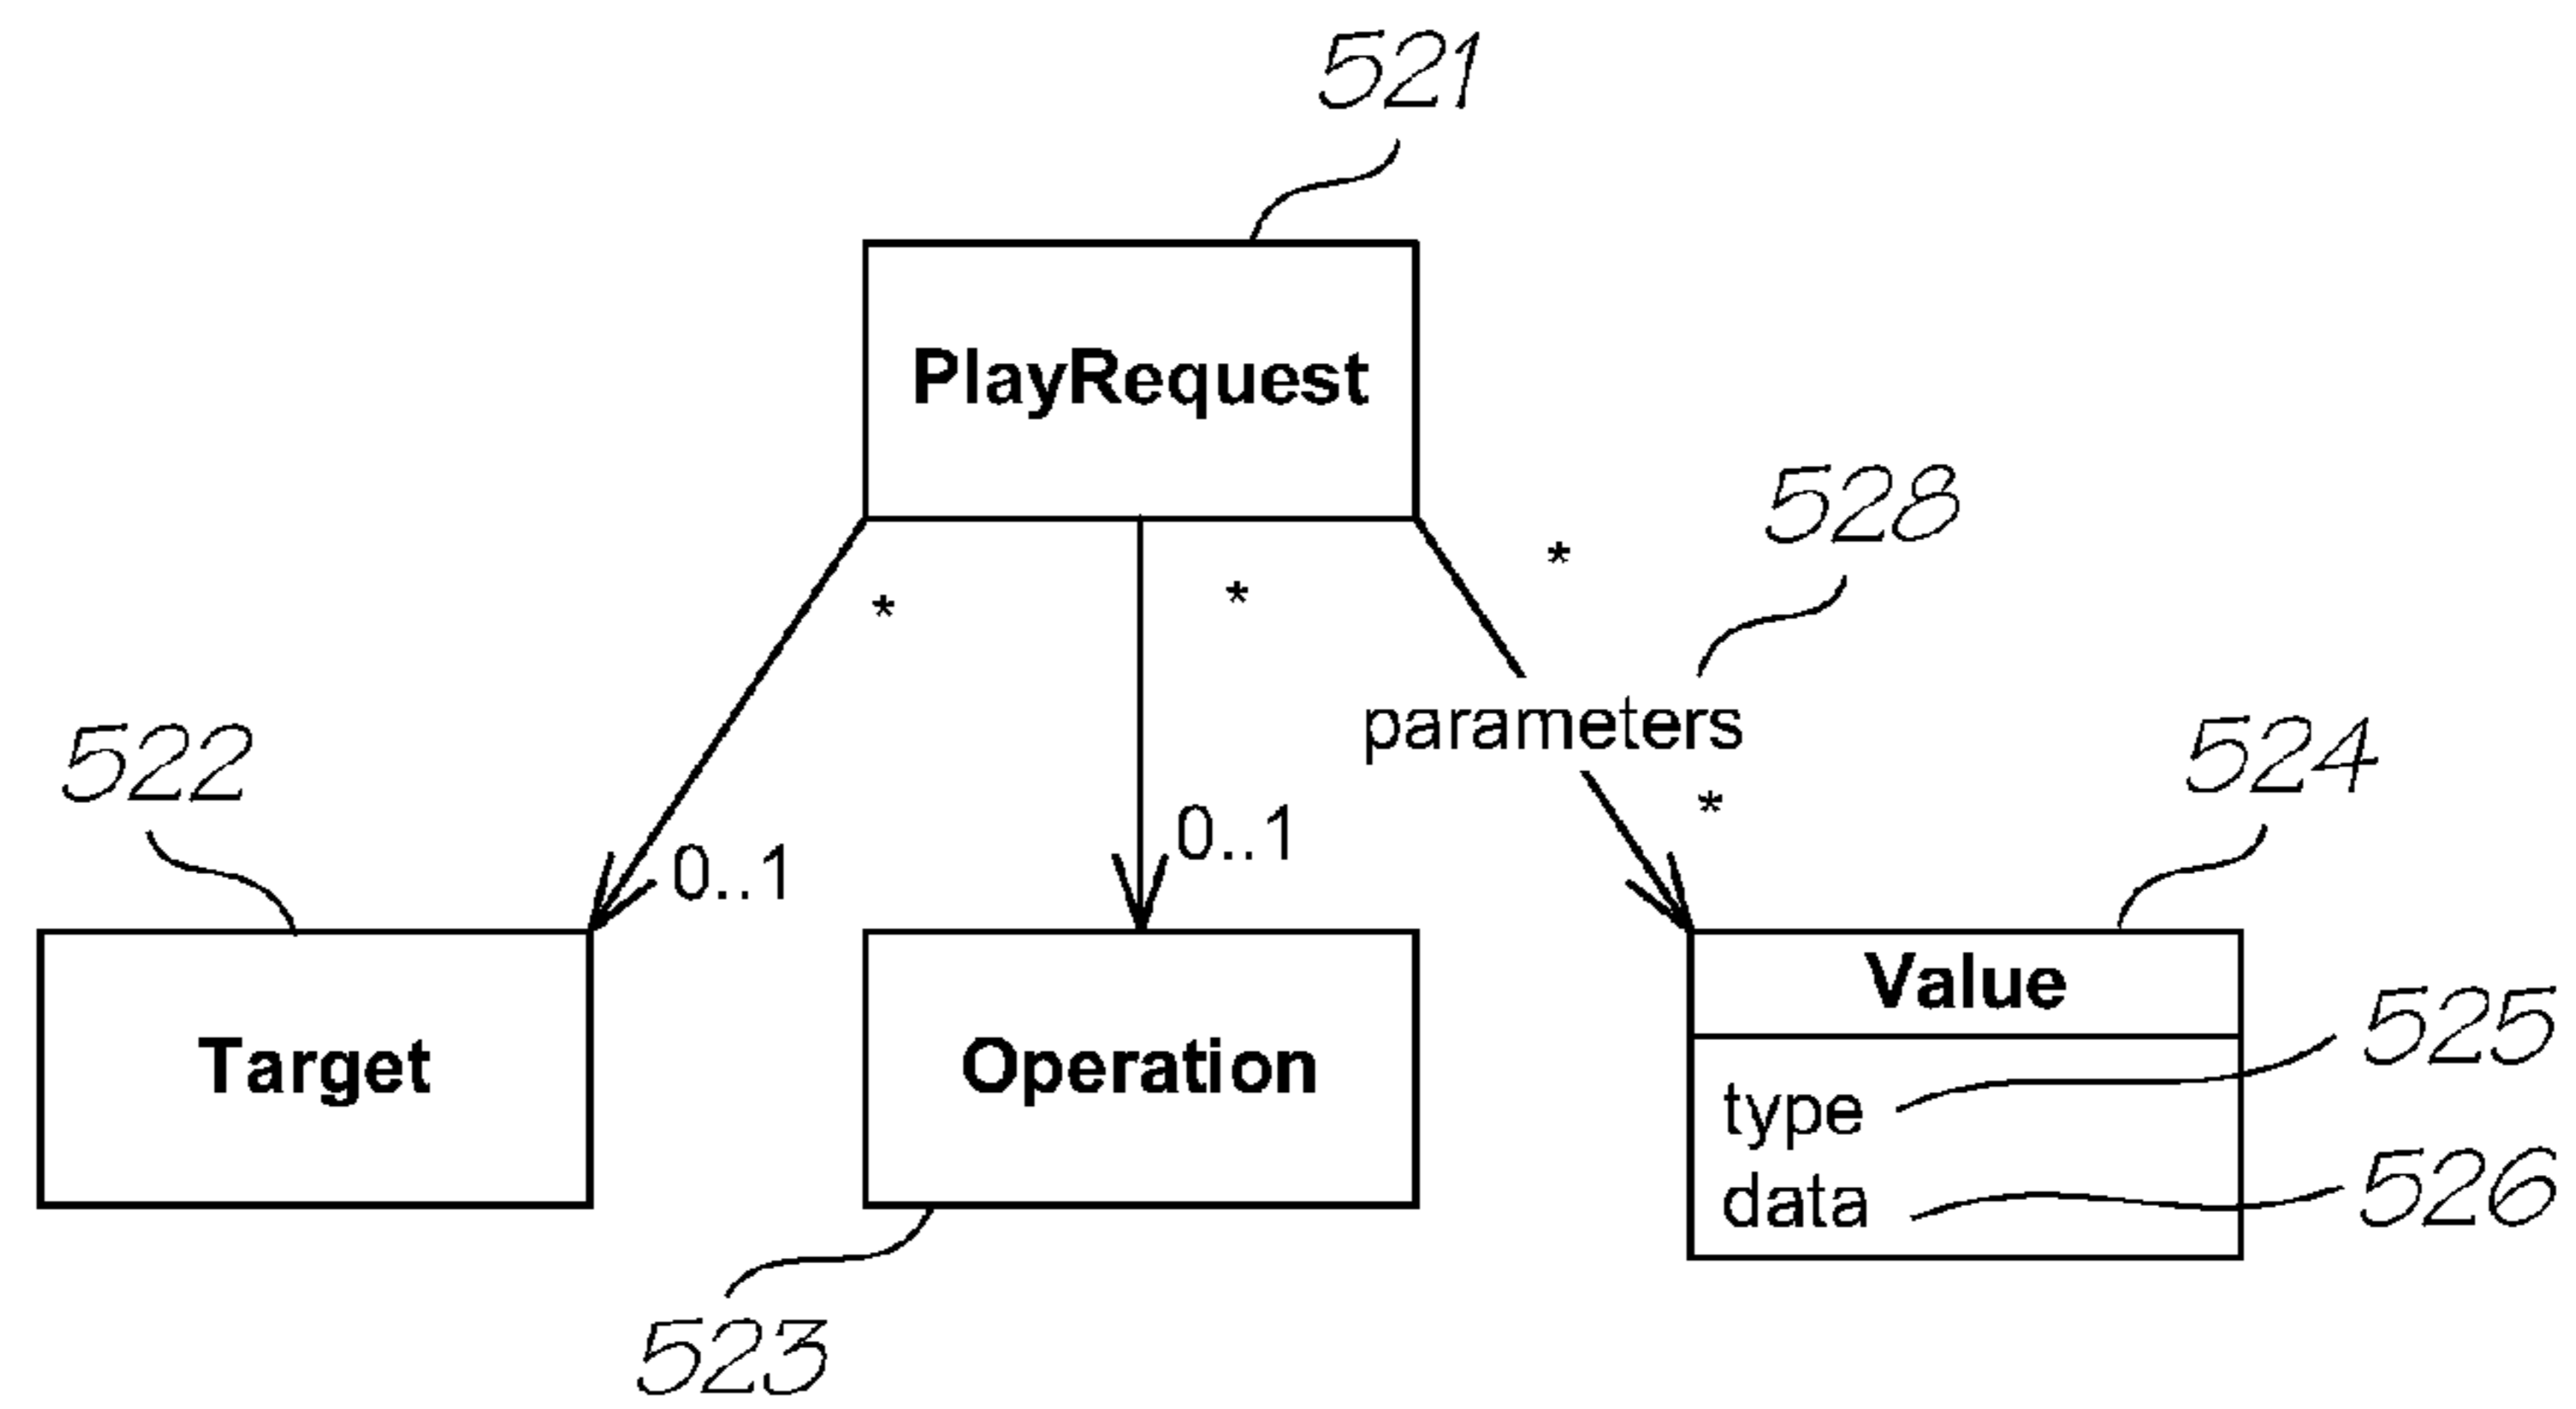 521
PlayRequest
528
* * *
parameters
522
524
*
0..1
0..1
Value
Target
Operation
type
525
data
526
523